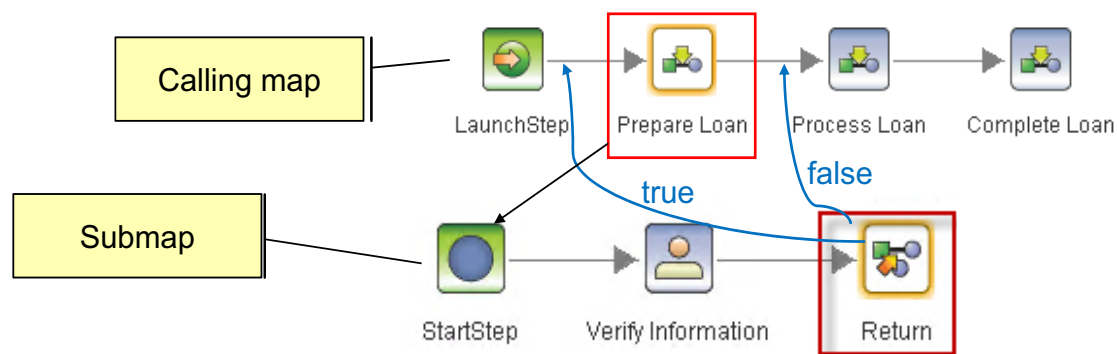 Calling map
LaunchStep
Prepare Loan
Process Loan
Complete Loan
true
false
Submap
StartStep
Verify Information
Return